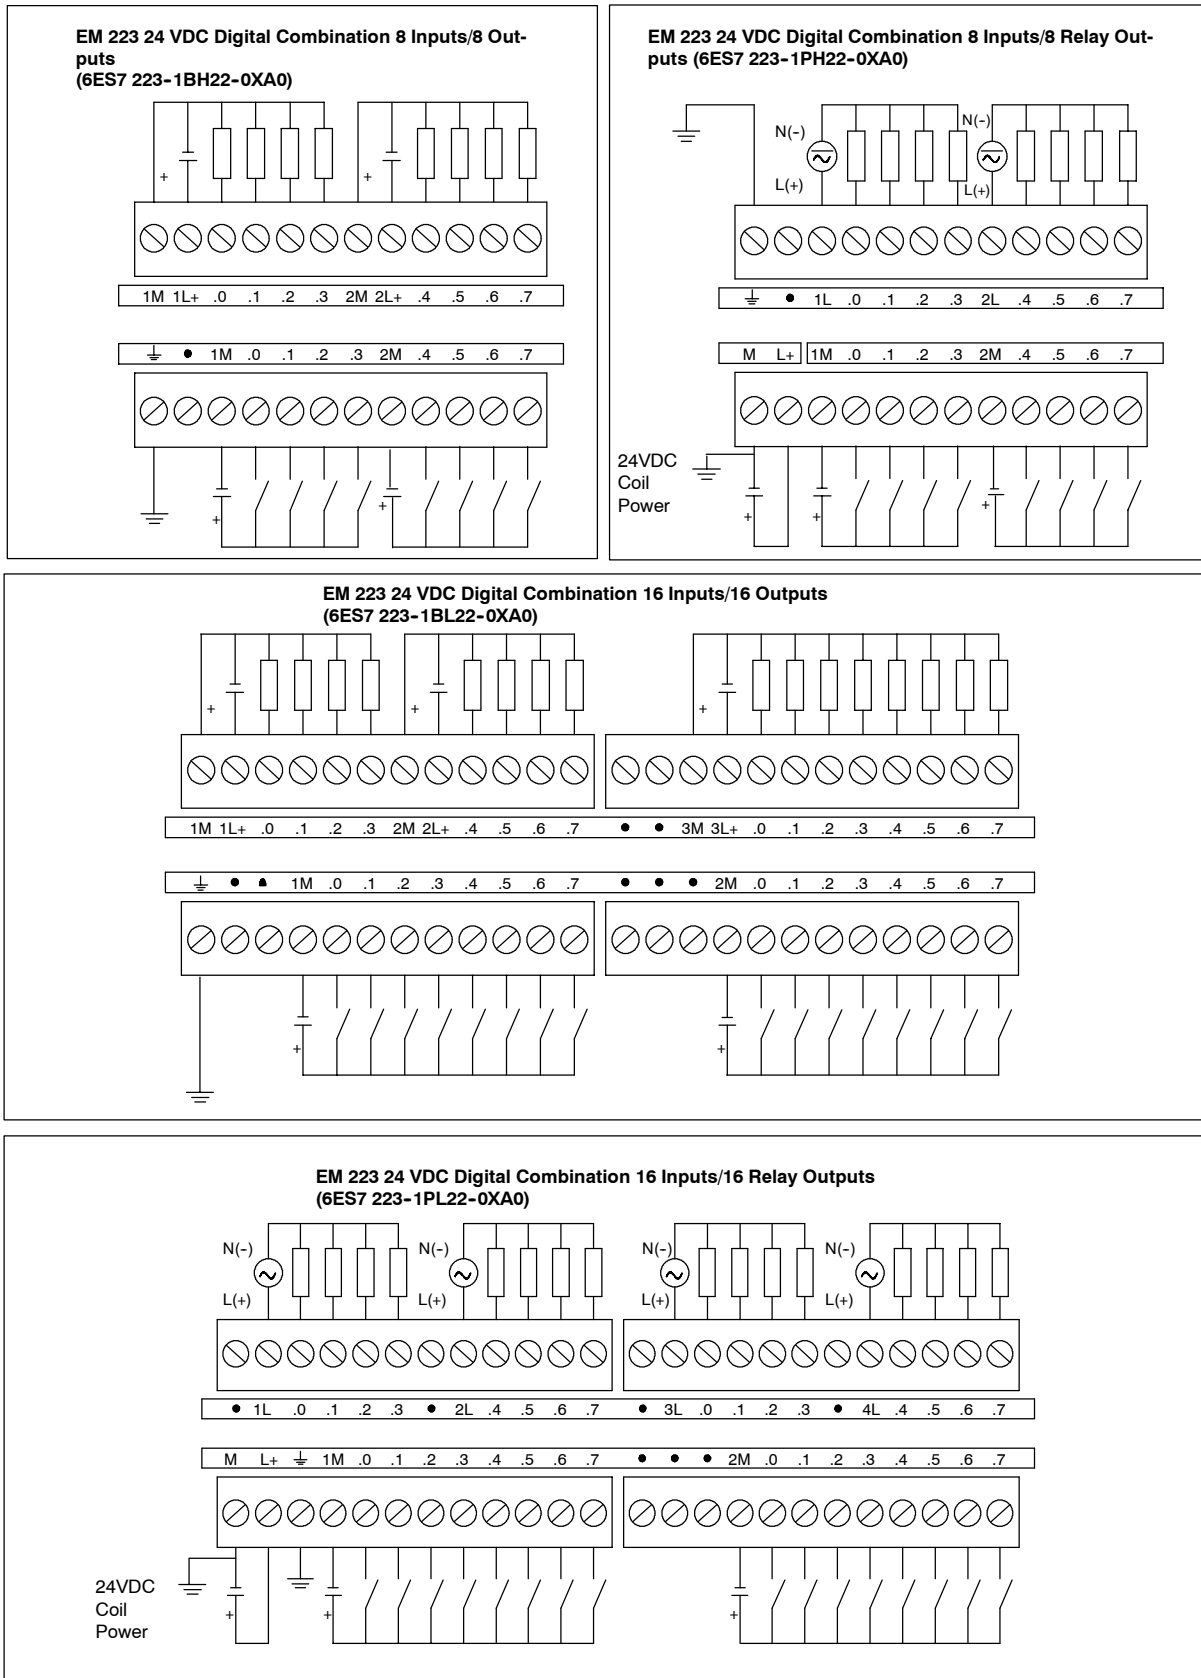 EM 223 24 VDC Digital Combination 8 Inputs/8 Out-
puts
(6ES7 223-1BH22-0XA0)
+ +
1M 1L+ .0 .1 .2 .3 2M 2L+ .4 .5 .6 .7
1M .0 .1 .2 .3 2M .4 .5 .6 .7
+ +
EM 223 24 VDC Digital Combination 8 Inputs/8 Relay Out-
puts (6ES7 223-1PH22-0XA0)
N(-) N(-)
L(+) L(+)
1L .0 .1 .2 .3 2L .4 .5 .6 .7
M L+ 1M .0 .1 .2 .3 2M .4 .5 .6 .7
24VDC
Coil
Power
+ + +
EM 223 24 VDC Digital Combination 16 Inputs/16 Outputs
(6ES7 223-1BL22-0XA0)
+ + +
1M 1L+ .0 .1 .2 .3 2M 2L+ .4 .5 .6 .7 3M 3L+ .0 .1 .2 .3 .4 .5 .6 .7
1M .0 .1 .2 .3 .4 .5 .6 .7 2M .0 .1 .2 .3 .4 .5 .6 .7
+ +
EM 223 24 VDC Digital Combination 16 Inputs/16 Relay Outputs
(6ES7 223-1PL22-0XA0)
N(-) N(-) N(-) N(-)
L(+) L(+) L(+) L(+)
1L .0 .1 .2 .3 2L .4 .5 .6 .7 3L .0 .1 .2 .3 4L .4 .5 .6 .7
M L+ 1M .0 .1 .2 .3 .4 .5 .6 .7 2M .0 .1 .2 .3 .4 .5 .6 .7
24VDC
Coil
Power
+ + +